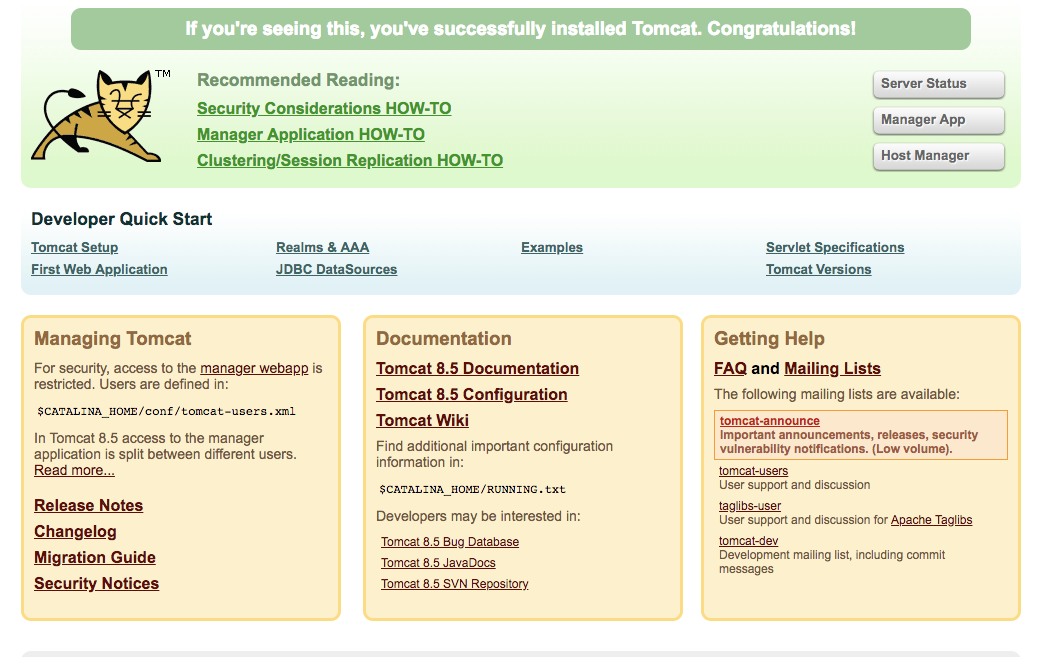 If you're seeing this, you've successfully installed Tomcat. Congratulations!
TM
Recommended Reading:
Security Considerations HOW-TO
Manager Application HOW-TO
Clustering/Session Replication HOW-TO
Server Status
Manager App
Host Manager
Developer Quick Start
Tomcat Setup
First Web Application
Realms & AAA
JDBC DataSources
Examples
Servlet Specifications
Tomcat Versions
Managing Tomcat
For security, access to the manager webapp is
restricted. Users are defined in:
$CATALINA_HOME/conf/tomcat-users.xml
In Tomcat 8.5 access to the manager
application is split between different users.
Read more...
Release Notes
Changelog
Migration Guide
Security Notices
Documentation
Tomcat 8.5 Documentation
Tomcat 8.5 Configuration
Tomcat Wiki
Find additional important configuration
information in:
$CATALINA_HOME/RUNNING.txt
Developers may be interested in:
Tomcat 8.5 Bug Database
Tomcat 8.5 JavaDocs
Tomcat 8.5 SVN Repository
Getting Help
FAQ and Mailing Lists
The following mailing lists are available:
tomcat-announce
Important announcements, releases, security
vulnerability notifications. (Low volume).
tomcat-users
User support and discussion
taglibs-user
User support and discussion for Apache Taglibs
tomcat-dev
Development mailing list, including commit
messages